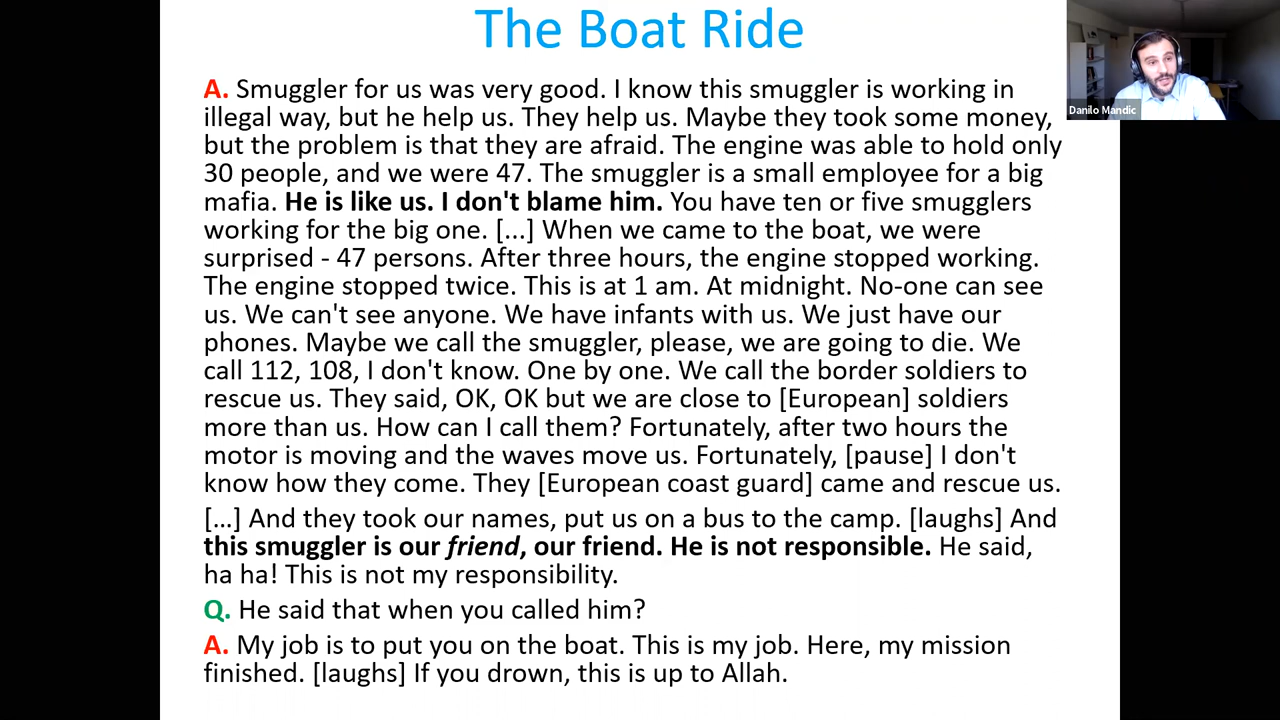 The Boat Ride
Danilo Mandic
A. Smuggler for us was very good. I know this smuggler is working in
illegal way, but he help us. They help us. Maybe they took some money,
but the problem is that they are afraid. The engine was able to hold only
30 people, and we were 47. The smuggler is a small employee for a big
mafia. He is like us. I don't blame him. You have ten or five smugglers
working for the big one. [...] When we came to the boat, we were
surprised - 47 persons. After three hours, the engine stopped working.
The engine stopped twice. This is at 1 am. At midnight. No-one can see
us. We can't see anyone. We have infants with us. We just have our
phones. Maybe we call the smuggler, please, we are going to die. We
call 112, 108, I don't know. One by one. We call the border soldiers to
rescue us. They said, OK, OK but we are close to [European] soldiers
more than us. How can I call them? Fortunately, after two hours the
motor is moving and the waves move us. Fortunately, [pause] I don't
know how they come. They [European coast guard] came and rescue us.
[…] And they took our names, put us on a bus to the camp. [laughs] And
this smuggler is our friend, our friend. He is not responsible. He said,
ha ha! This is not my responsibility.
Q. He said that when you called him?
A. My job is to put you on the boat. This is my job. Here, my mission
finished. [laughs] If you drown, this is up to Allah.